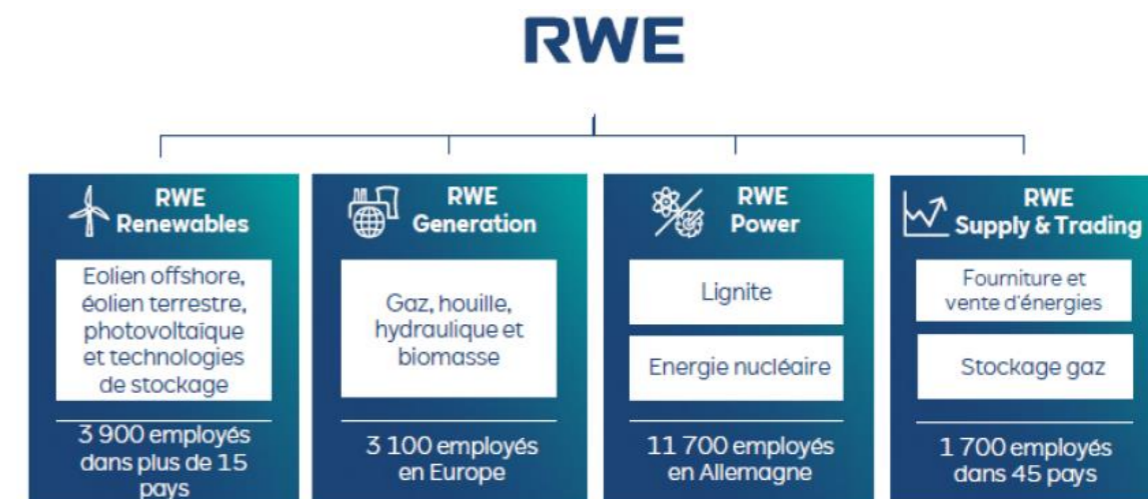 RWE
RWE
Renewables
Eolien offshore,
éolien terrestre,
photovoltaïque
et technologies
de stockage
3 900 employés
dans plus de 15
pays
RWE
Generation
Gaz, houille,
hydraulique et
biomasse
3 100 employés
en Europe
RWE
Power
Lignite
Energie nucléaire
11 700 employés
en Allemagne
RWE
Supply & Trading
Fourniture et
vente d'énergies
Stockage gaz
1 700 employés
dans 45 pays